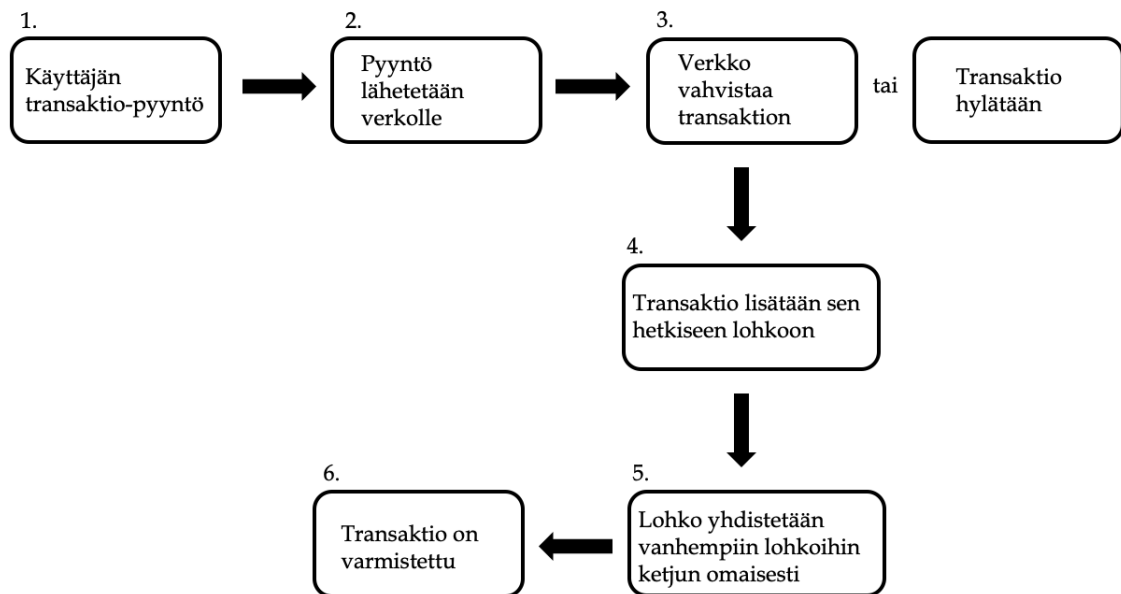 1.
Käyttäjän
transaktio-pyyntö
2.
Pyyntö
lähetetään
verkolle
3.
Verkko
vahvistaa
transaktion
tai
Transaktio
hylätään
4.
Transaktio lisätään sen
hetkiseen lohkoon
5.
Lohko yhdistetään
vanhempiin lohkoihin
ketjun omaisesti
6.
Transaktio on
varmistettu